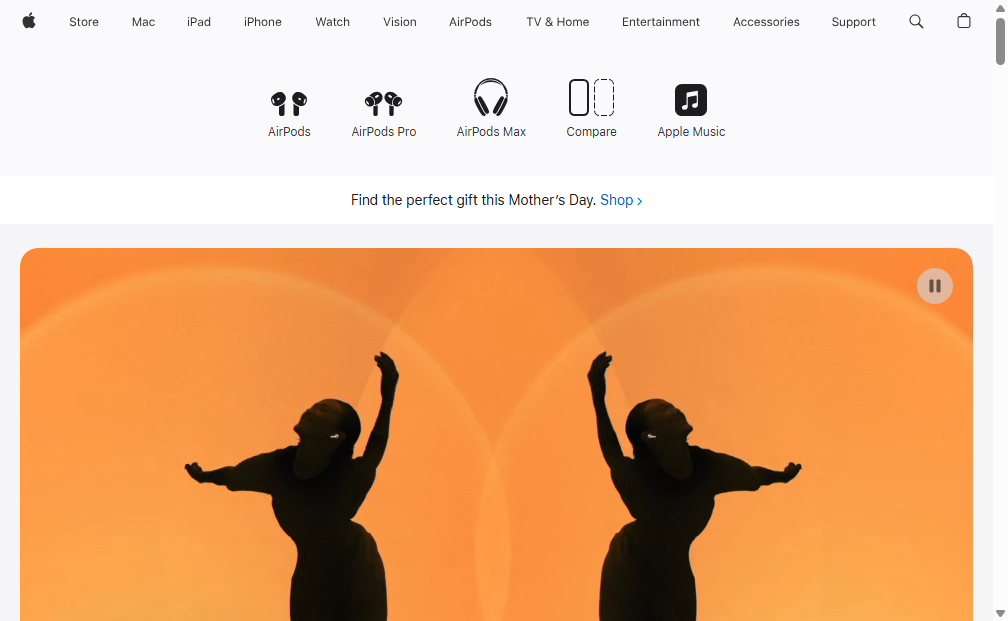 Store Mac iPad iPhone Watch Vision AirPods TV & Home Entertainment Accessories Support
AirPods AirPods Pro AirPods Max Compare Apple Music
Find the perfect gift this Mother's Day. Shop >